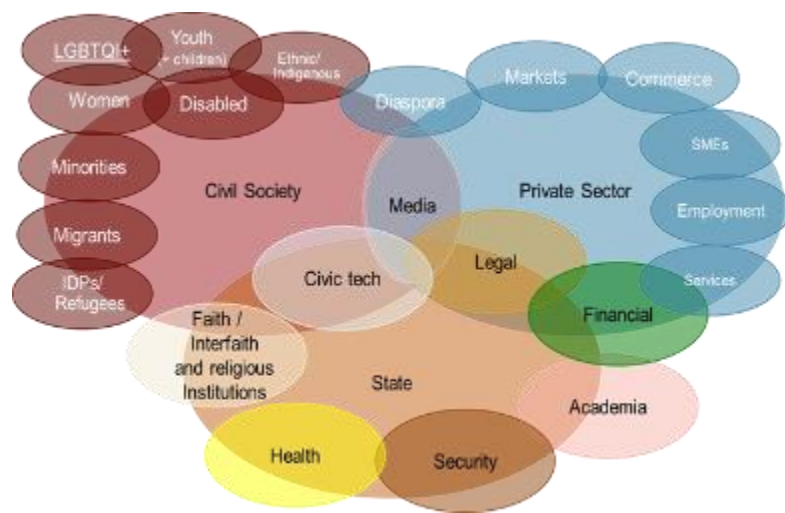 LGBTQI+
Youth
(+ children)
Ethnic/
Indigenous
Women
Disabled
Diaspora
Markets
Commerce
SMEs
Minorities
Civil Society
Media
Private Sector
Employment
Migrants
Legal
Civic tech
IDPs/
Refugees
Services
Financial
Faith /
Interfaith
and religious
Institutions
State
Academia
Health
Security